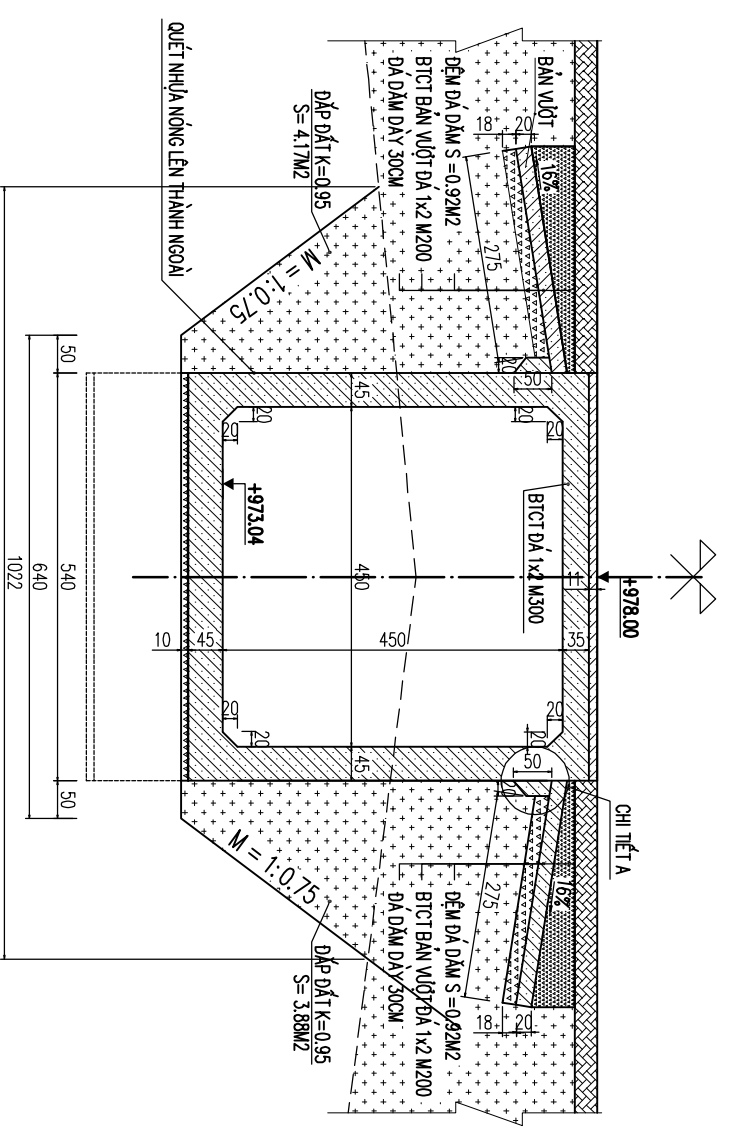 BẢN VƯỢT
ĐỆM ĐÁ DĂM S =0.92M2
BTCT BẢN VƯỢT ĐÁ 1x2 M200
ĐÁ DĂM DÀY 30CM
18
20
16%
275
50
20
ĐẮP ĐẤT K=0.95
S= 4.17M2
M = 1:0.75
QUÉT NHỰA NÓNG LÊN THÀNH NGOÀI
+978.00
11
BTCT ĐÁ 1x2 M300
45
20
20
20
20
450
+973.04
10
45
450
35
20
20
20
20
45
50
20
CHI TIẾT A
16%
275
ĐỆM ĐÁ DĂM S =0.92M2
BTCT BẢN VƯỢT ĐÁ 1x2 M200
ĐÁ DĂM DÀY 30CM
18
20
M = 1:0.75
ĐẮP ĐẤT K=0.95
S= 3.88M2
50
540
50
640
1022